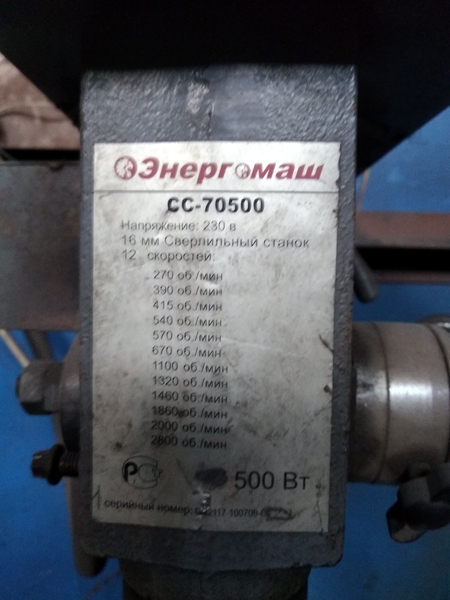 Энергомаш
СС-70500
Напряжение: 230 в
16 мм Сверлильный станок
12 скоростей:
270 об./мин
390 об./мин
415 об./мин
540 об./мин
570 об./мин
670 об./мин
1100 об./мин
1320 об./мин
1460 об./мин
1860 об./мин
2000 об./мин
2800 об./мин
500 Вт
серийный номер: